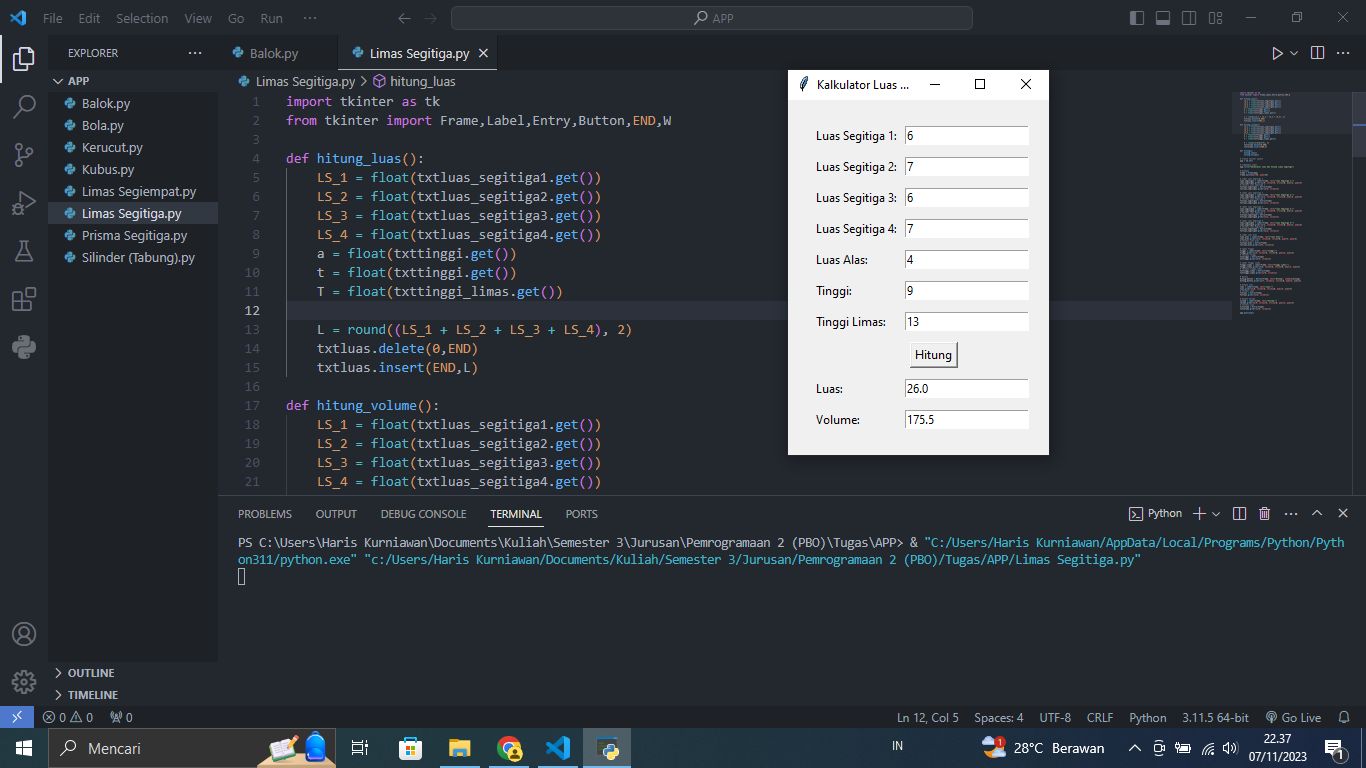 File Edit Selection View Go Run ··· APP
EXPLORER ···
Balok.py Limas Segitiga.py
APP
Balok.py
Bola.py
Kerucut.py
Kubus.py
Limas Segiempat.py
Limas Segitiga.py
Prisma Segitiga.py
Silinder (Tabung).py
OUTLINE
TIMELINE
Limas Segitiga.py > hitung_luas
1 import tkinter as tk
2 from tkinter import Frame,Label,Entry,Button,END,W
3
4 def hitung_luas():
5 LS_1 = float(txtluas_segitiga1.get())
6 LS_2 = float(txtluas_segitiga2.get())
7 LS_3 = float(txtluas_segitiga3.get())
8 LS_4 = float(txtluas_segitiga4.get())
9 a = float(txttinggi.get())
10 t = float(txttinggi.get())
11 T = float(txttinggi_limas.get())
12
13 L = round((LS_1 + LS_2 + LS_3 + LS_4), 2)
14 txtluas.delete(0,END)
15 txtluas.insert(END,L)
16
17 def hitung_volume():
18 LS_1 = float(txtluas_segitiga1.get())
19 LS_2 = float(txtluas_segitiga2.get())
20 LS_3 = float(txtluas_segitiga3.get())
21 LS_4 = float(txtluas_segitiga4.get())
Kalkulator Luas ...
Luas Segitiga 1: 6
Luas Segitiga 2: 7
Luas Segitiga 3: 6
Luas Segitiga 4: 7
Luas Alas: 4
Tinggi: 9
Tinggi Limas: 13
Hitung
Luas: 26.0
Volume: 175.5
PROBLEMS OUTPUT DEBUG CONSOLE TERMINAL PORTS Python
PS C:\Users\Haris Kurniawan\Documents\Kuliah\Semester 3\Jurusan\Pemrogramaan 2 (PBO)\Tugas\APP> & "C:/Users/Haris Kurniawan/AppData/Local/Programs/Python/Pyth
on311/python.exe" "c:/Users/Haris Kurniawan/Documents/Kuliah/Semester 3/Jurusan/Pemrogramaan 2 (PBO)/Tugas/APP/Limas Segitiga.py"
0 0 0 Ln 12, Col 5 Spaces: 4 UTF-8 CRLF Python 3.11.5 64-bit Go Live
Mencari IN 1 28°C Berawan 22.37
07/11/2023 1